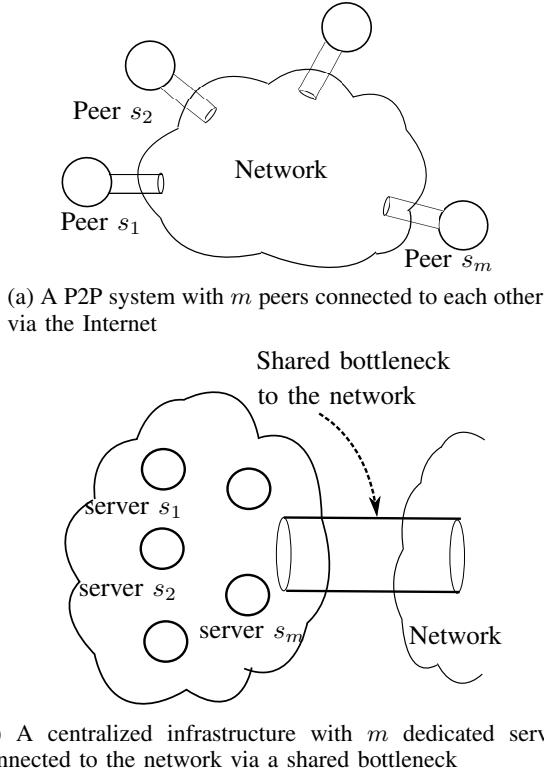 Peer s₂
Network
Peer s₁
Peer sₘ
(a) A P2P system with m peers connected to each other
via the Internet
Shared bottleneck
to the network
server s₁
server s₂
server sₘ
Network
) A centralized infrastructure with m dedicated serv
nnected to the network via a shared bottleneck